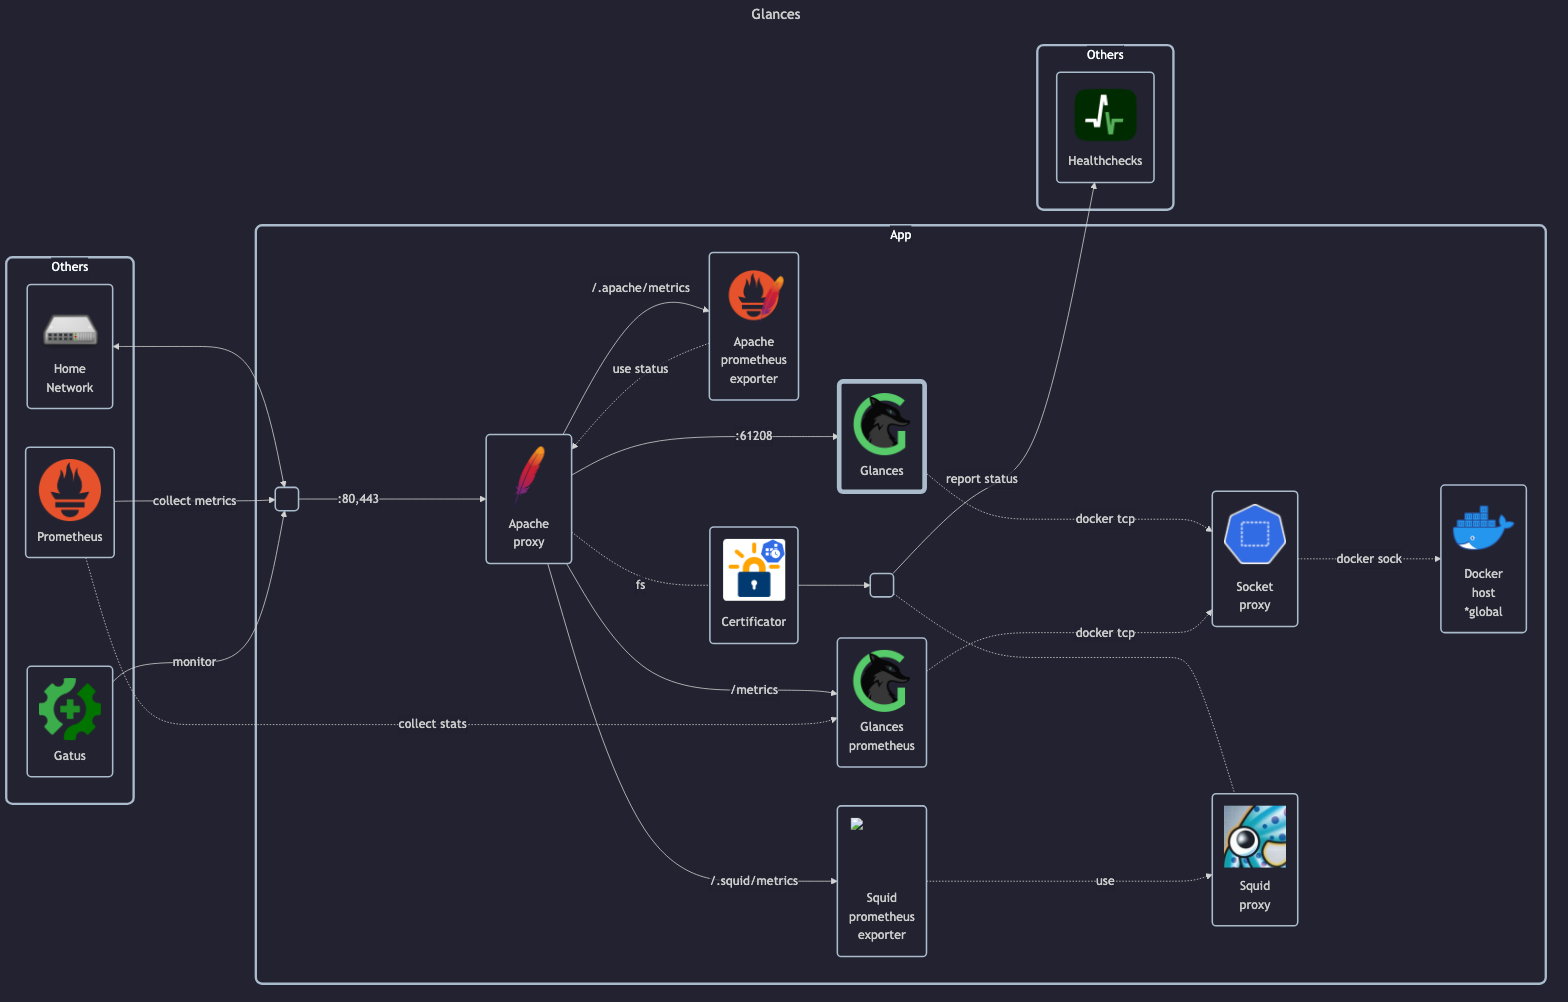 Glances
Others
Healthchecks
App
Others
Home
Network
Prometheus
Gatus
collect metrics
monitor
collect stats
:80,443
Apache
proxy
/.apache/metrics
use status
:61208
fs
/metrics
/.squid/metrics
Apache
prometheus
exporter
Glances
Certificator
Glances
prometheus
Squid
prometheus
exporter
report status
docker tcp
docker tcp
use
Socket
proxy
Squid
proxy
docker sock
Docker
host
*global